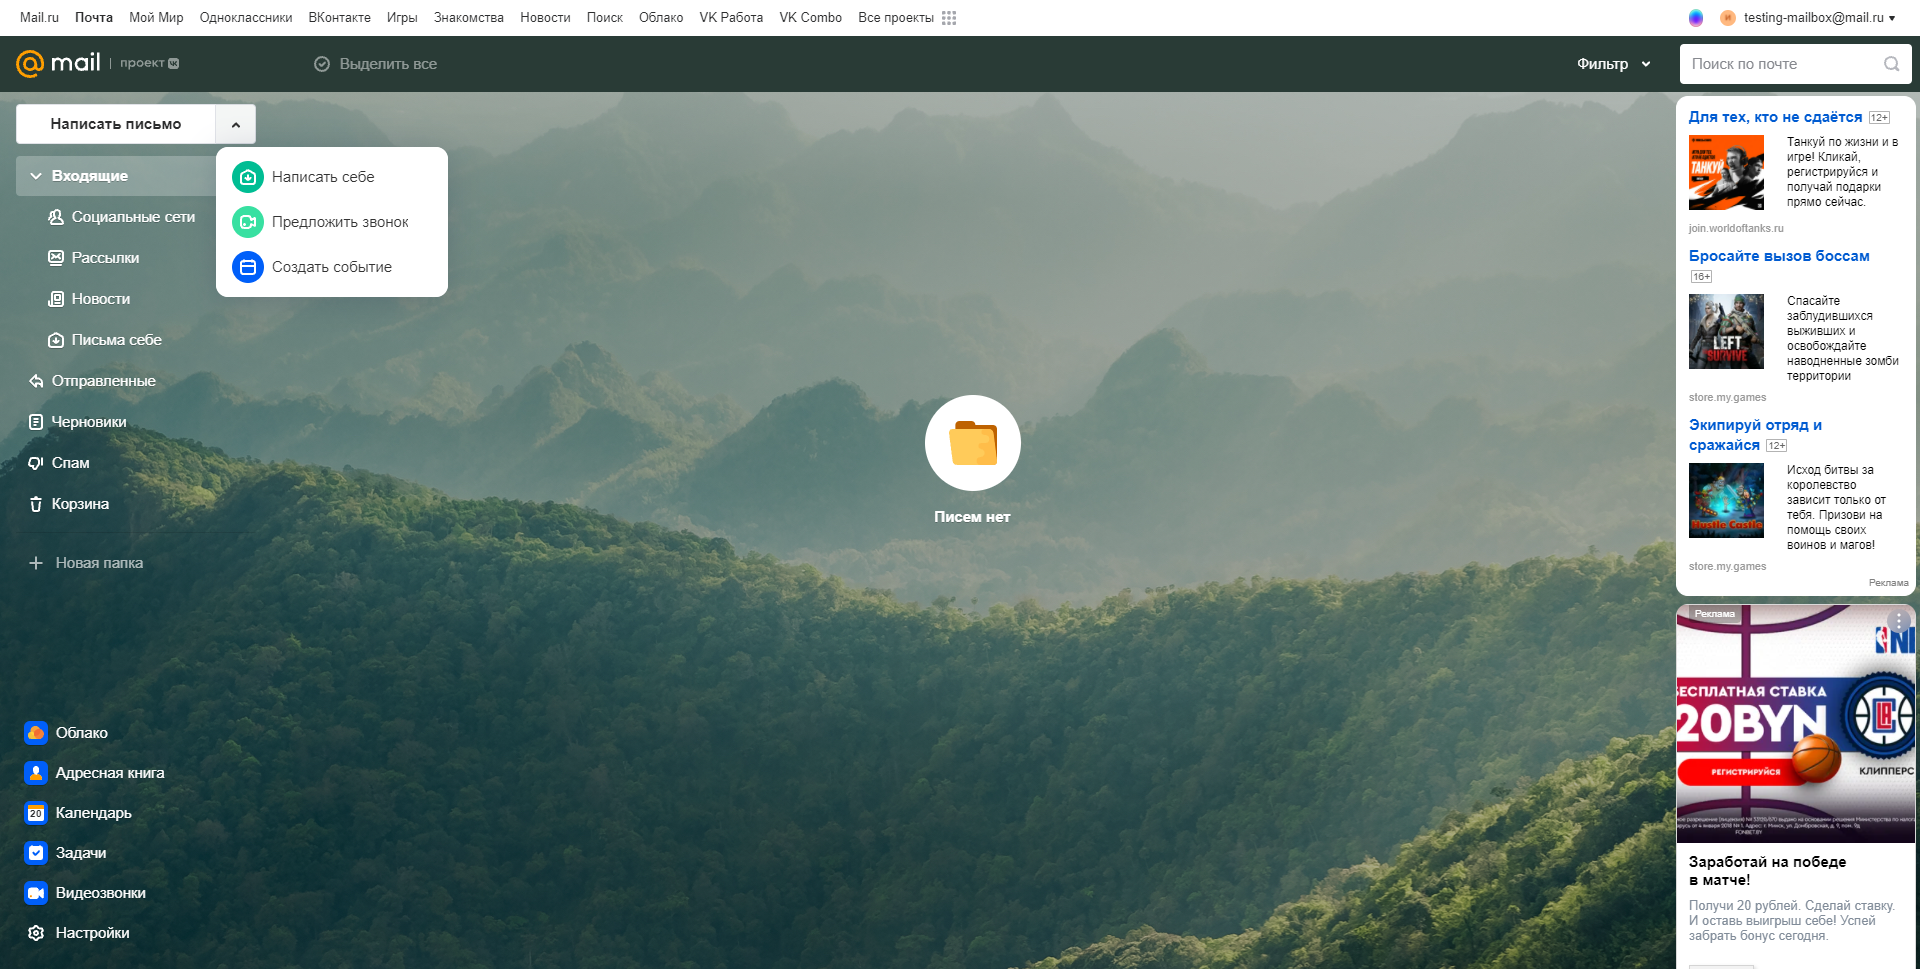 Mail.ru Почта Мой Мир Одноклассники ВКонтакте Игры Знакомства Новости Поиск Облако VK Работа VK Combo Все проекты testing-mailbox@mail.ru
mail проект
Выделить все
Фильтр
Поиск по почте
Написать письмо
Входящие
Социальные сети
Рассылки
Новости
Письма себе
Отправленные
Черновики
Спам
Корзина
Новая папка
Написать себе
Предложить звонок
Создать событие
Писем нет
Облако
Адресная книга
20
Календарь
Задачи
Видеозвонки
Настройки
Для тех, кто не сдаётся 12+
ТАНКУЙ
Танкуй по жизни и в
игре! Кликай,
регистрируйся и
получай подарки
прямо сейчас.
join.worldoftanks.ru
Бросайте вызов боссам
16+
LEFT
SURVIVE
Спасайте
заблудившихся
выживших и
освобождайте
наводненные зомби
территории
store.my.games
Экипируй отряд и
сражайся 12+
Hustle Castle
Исход битвы за
королевство
зависит только от
тебя. Призови на
помощь своих
воинов и магов!
store.my.games
Реклама
Реклама
БЕСПЛАТНАЯ СТАВКА
20BYN
РЕГИСТРИРУЙСЯ
КЛИППЕРС
Заработай на победе
в матче!
Получи 20 рублей. Сделай ставку.
И оставь выигрыш себе! Успей
забрать бонус сегодня.